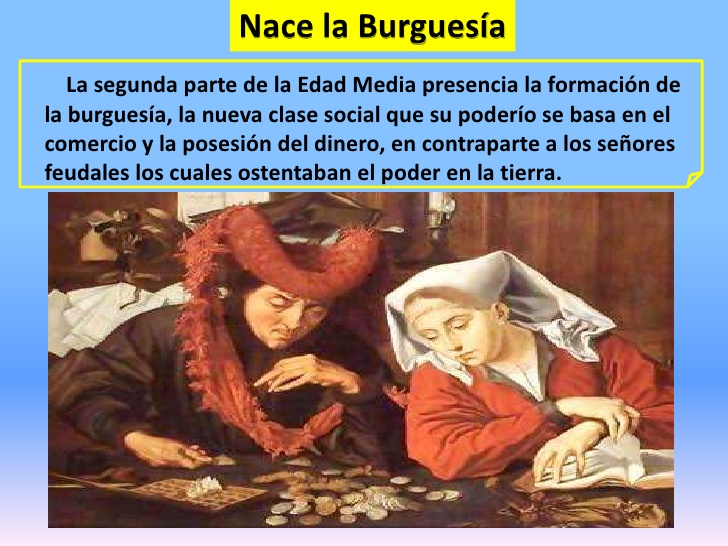 Nace la Burguesía
La segunda parte de la Edad Media presencia la formación de
la burguesía, la nueva clase social que su poderío se basa en el
comercio y la posesión del dinero, en contraparte a los señores
feudales los cuales ostentaban el poder en la tierra.